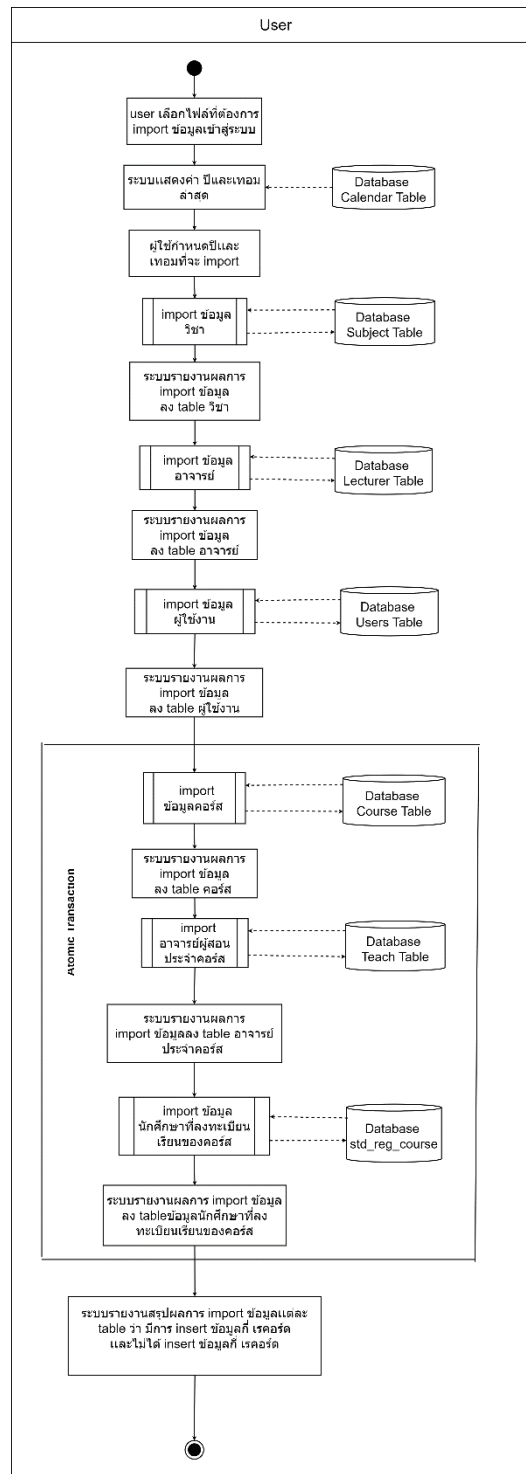 User
user เลือกไฟล์ที่ต้องการ
import ข้อมูลเข้าสู่ระบบ
ระบบแสดงค่า ปีและเทอม
ล่าสุด
Database
Calendar Table
ผู้ใช้กำหนดปีและ
เทอมที่จะ import
import ข้อมูล
วิชา
Database
Subject Table
ระบบรายงานผลการ
import ข้อมูล
ลง table วิชา
import ข้อมูล
อาจารย์
Database
Lecturer Table
ระบบรายงานผลการ
import ข้อมูล
ลง table อาจารย์
import ข้อมูล
ผู้ใช้งาน
Database
Users Table
ระบบรายงานผลการ
import ข้อมูล
ลง table ผู้ใช้งาน
Atomic Transaction
import
ข้อมูลคอร์ส
Database
Course Table
ระบบรายงานผลการ
import ข้อมูล
ลง table คอร์ส
import
อาจารย์ผู้สอน
ประจำคอร์ส
Database
Teach Table
ระบบรายงานผลการ
import ข้อมูลลง table อาจารย์
ประจำคอร์ส
import ข้อมูล
นักศึกษาที่ลงทะเบียน
เรียนของคอร์ส
Database
std_reg_course
ระบบรายงานผลการ import ข้อมูล
ลง tableข้อมูลนักศึกษาที่ลง
ทะเบียนเรียนของคอร์ส
ระบบรายงานสรุปผลการ import ข้อมูลแต่ละ
table ว่า มีการ insert ข้อมูลกี่ เรคอร์ด
และไม่ได้ insert ข้อมูลกี่ เรคอร์ด